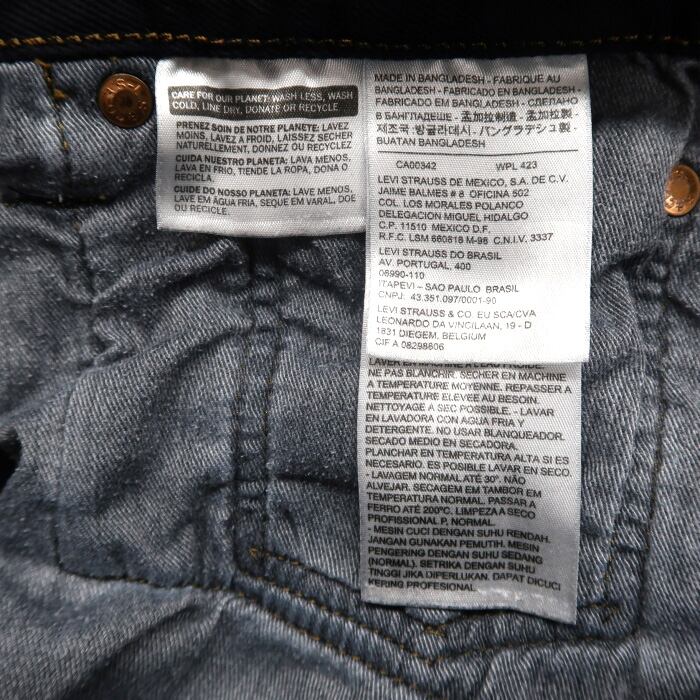 CARE FOR OUR PLANET: WASH LESS, WASH
COLD, LINE DRY, DONATE OR RECYCLE.
PRENEZ SOIN DE NOTRE PLANETE: LAVEZ
MOINS, LAVEZ A FROID, LAISSEZ SECHER
NATURELLEMENT, DONNEZ OU RECYCLEZ
CUIDA NUESTRO PLANETA: LAVA MENOS,
LAVA EN FRIO, TIENDE LA ROPA, DONA O
RECICLA.
CUIDE DO NOSSO PLANETA: LAVE MENOS,
LAVE EM ÁGUA FRIA, SEQUE EM VARAL, DOE
OU RECICLE.
MADE IN BANGLADESH - FABRIQUE AU
BANGLADESH - FABRICADO EN BANGLADESH -
FABRICADO EM BANGLADESH - СДЕЛАНО
В БАНГЛАДЕШЕ - 孟加拉制造 - 孟加拉製 -
제조국: 방글라데시 - バングラデシュ製 -
BUATAN BANGLADESH
CA00342 WPL 423
LEVI STRAUSS DE MEXICO, S.A. DE C.V.
JAIME BALMES # 8 OFICINA 502
COL. LOS MORALES POLANCO
DELEGACION MIGUEL HIDALGO
C.P. 11510 MEXICO D.F.
R.F.C. LSM 660818 M-98 C.N.I.V. 3337
LEVI STRAUSS DO BRASIL
AV. PORTUGAL, 400
06690-110
ITAPEVI – SAO PAULO BRASIL
CNPJ: 43.351.097/0001-90
LEVI STRAUSS & CO. EU SCA/CVA
LEONARDO DA VINCILAAN, 19 - D
1831 DIEGEM, BELGIUM
CIF A 08298806
LAVER EN MACHINE A L'EAU FROIDE.
NE PAS BLANCHIR. SECHER EN MACHINE
A TEMPERATURE MOYENNE. REPASSER A
TEMPERATURE ELEVEE AU BESOIN.
NETTOYAGE A SEC POSSIBLE. - LAVAR
EN LAVADORA CON AGUA FRIA Y
DETERGENTE. NO USAR BLANQUEADOR.
SECADO MEDIO EN SECADORA.
PLANCHAR EN TEMPERATURA ALTA SI ES
NECESARIO. ES POSIBLE LAVAR EN SECO.
- LAVAGEM NORMAL ATÉ 30°. NÃO
ALVEJAR. SECAGEM EM TAMBOR EM
TEMPERATURA NORMAL. PASSAR A
FERRO ATÉ 200°C. LIMPEZA A SECO
PROFISSIONAL P, NORMAL.
- MESIN CUCI DENGAN SUHU RENDAH.
JANGAN GUNAKAN PEMUTIH. MESIN
PENGERING DENGAN SUHU SEDANG
(NORMAL). SETRIKA DENGAN SUHU
TINGGI JIKA DIPERLUKAN. DAPAT DICUCI
KERING PROFESIONAL.